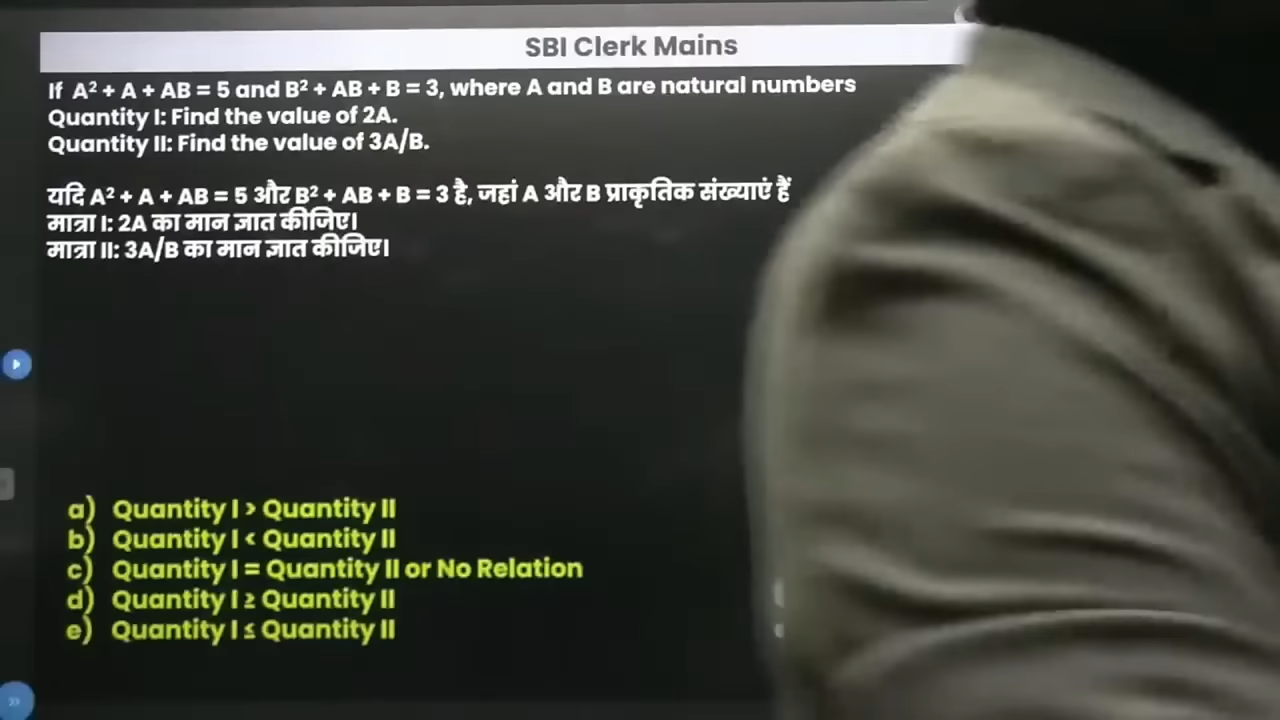 SBI Clerk Mains
If A² + A + AB = 5 and B² + AB + B = 3, where A and B are natural numbers
Quantity I: Find the value of 2A.
Quantity II: Find the value of 3A/B.
यदि A² + A + AB = 5 और B² + AB + B = 3 है, जहां A और B प्राकृतिक संख्याएं हैं
मात्रा I: 2A का मान ज्ञात कीजिए।
मात्रा II: 3A/B का मान ज्ञात कीजिए।
a) Quantity I > Quantity II
b) Quantity I < Quantity II
c) Quantity I = Quantity II or No Relation
d) Quantity I ≥ Quantity II
e) Quantity I ≤ Quantity II